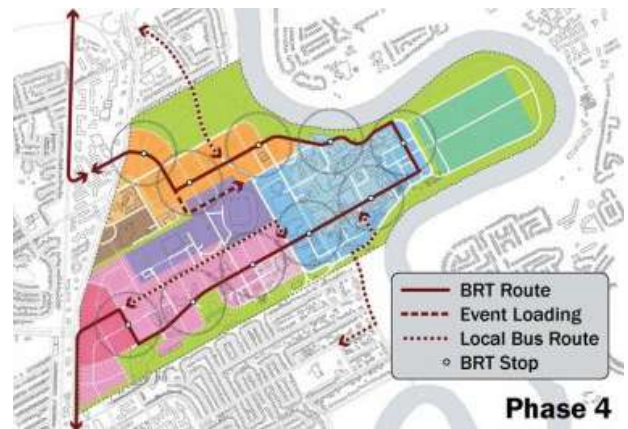 BRT Route
Event Loading
Local Bus Route
BRT Stop
Phase 4